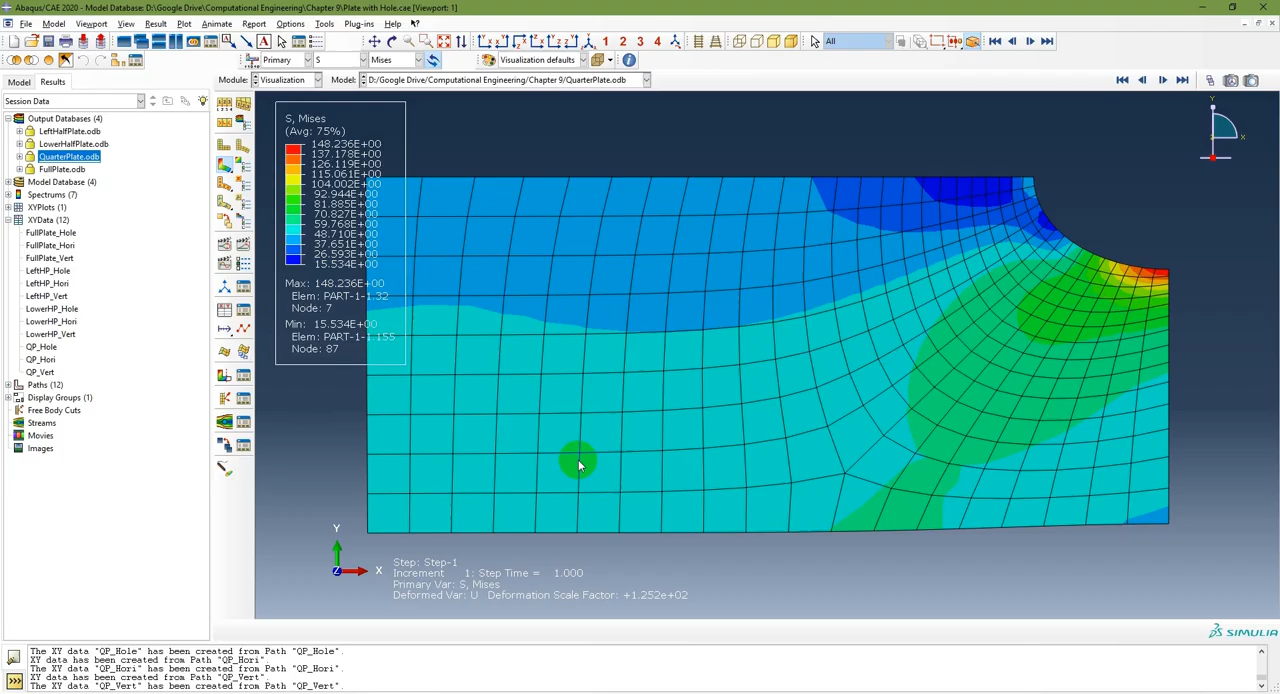 Abaqus/CAE 2020 - Model Database: D:\Google Drive\Computational Engineering\Chapter 9\Plate with Hole.cae [Viewport: 1]
File Model Viewport View Result Plot Animate Report Options Tools Plug-ins Help
1 2 3 4 All
Primary S Mises Visualization defaults
Model Results Module: Visualization Model: D:/Google Drive/Computational Engineering/Chapter 9/QuarterPlate.odb
Session Data
Output Databases (4)
LeftHalfPlate.odb
LowerHalfPlate.odb
QuarterPlate.odb
FullPlate.odb
Model Database (4)
Spectrums (7)
XYPlots (1)
XYData (12)
FullPlate_Hole
FullPlate_Hori
FullPlate_Vert
LeftHP_Hole
LeftHP_Hori
LeftHP_Vert
LowerHP_Hole
LowerHP_Hori
LowerHP_Vert
QP_Hole
QP_Hori
QP_Vert
Paths (12)
Display Groups (1)
Free Body Cuts
Streams
Movies
Images
S, Mises
(Avg: 75%)
148.236E+00
137.178E+00
126.119E+00
115.061E+00
104.002E+00
92.944E+00
81.885E+00
70.827E+00
59.768E+00
48.710E+00
37.651E+00
26.593E+00
15.534E+00
Max: 148.236E+00
Elem: PART-1-1.32
Node: 7
Min: 15.534E+00
Elem: PART-1-1.155
Node: 87
Y
X
Z
Y
X
Step: Step-1
Increment 1: Step Time = 1.000
Primary Var: S, Mises
Deformed Var: U Deformation Scale Factor: +1.252e+02
SIMULIA
The XY data "QP_Hole" has been created from Path "QP_Hole".
XY data has been created from Path "QP_Hori".
The XY data "QP_Hori" has been created from Path "QP_Hori".
XY data has been created from Path "QP_Vert".
The XY data "QP_Vert" has been created from Path "QP_Vert".
>>>